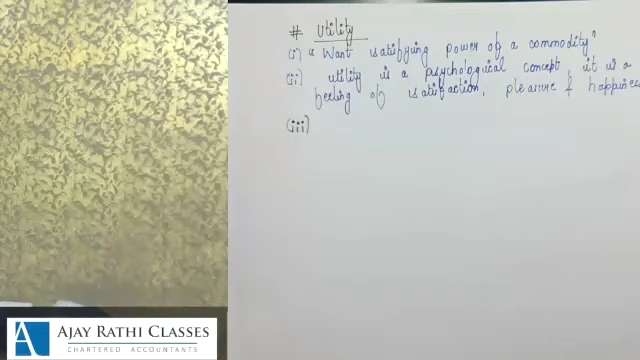 # Utility
(i) "Want satisfying power of a commodity"
(ii) utility is a psychological concept, it is a
feeling of satisfaction, pleasure & happiness
(iii)
AJAY RATHI CLASSES
CHARTERED ACCOUNTANTS